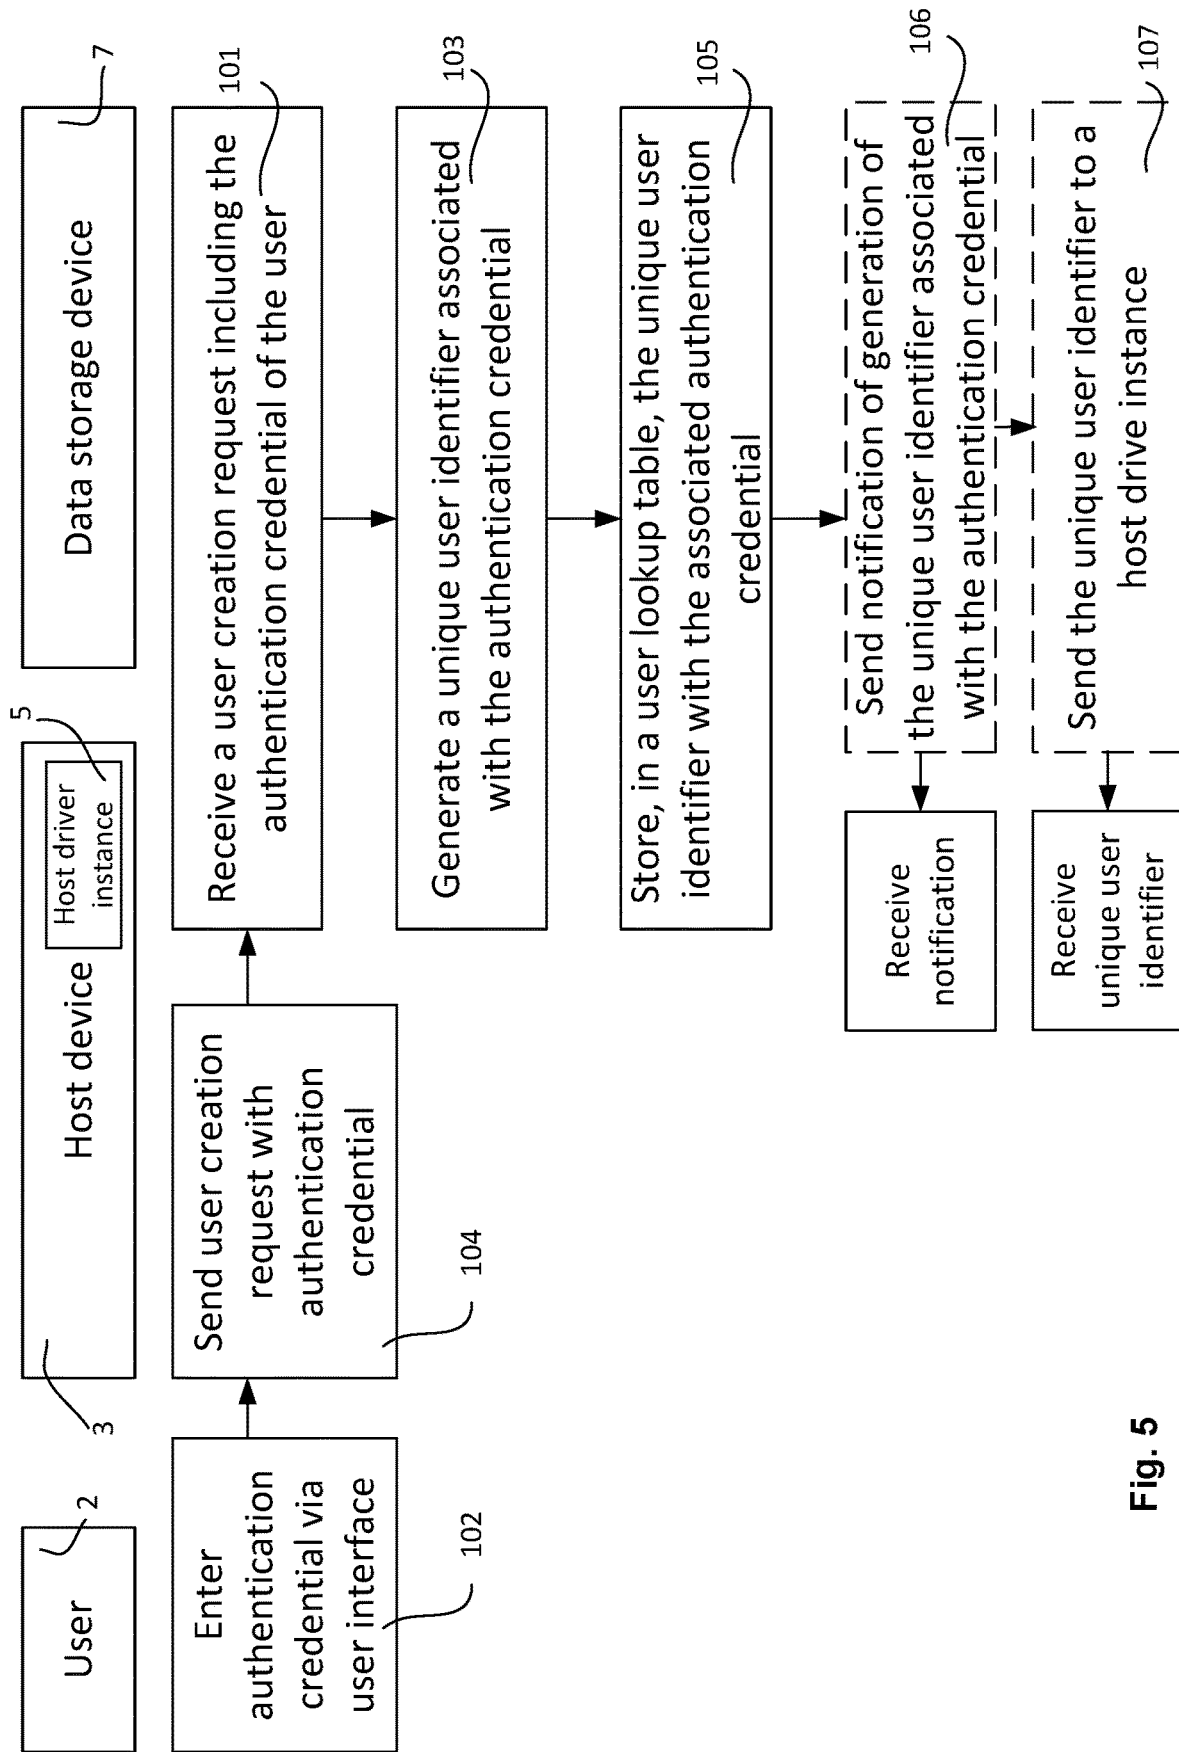 User
2
Host device
3
Host driver
instance
5
Data storage device
7
Enter
authentication
credential via
user interface
102
Send user creation
request with
authentication
credential
104
Receive a user creation request including the
authentication credential of the user
101
Generate a unique user identifier associated
with the authentication credential
103
Store, in a user lookup table, the unique user
identifier with the associated authentication
credential
105
Send notification of generation of
the unique user identifier associated
with the authentication credential
106
Receive
notification
Send the unique user identifier to a
host drive instance
107
Receive
unique user
identifier
Fig. 5